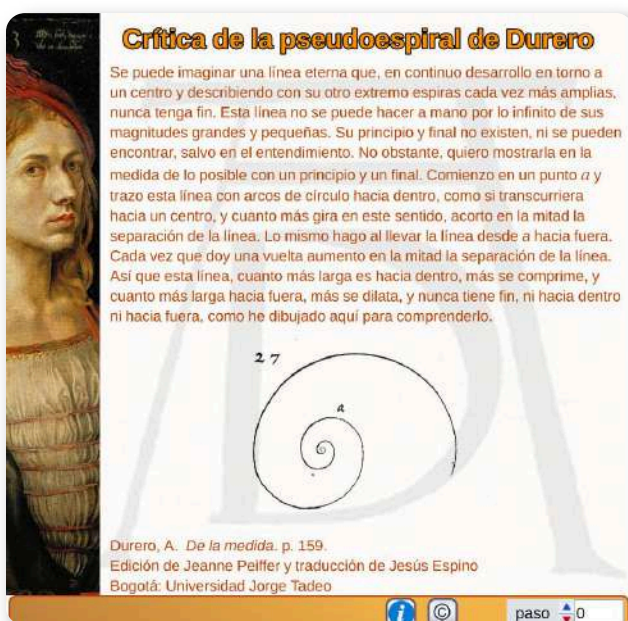 Crítica de la pseudoespiral de Durero
Se puede imaginar una línea eterna que, en continuo desarrollo en torno a
un centro y describiendo con su otro extremo espiras cada vez más amplias,
nunca tenga fin. Esta línea no se puede hacer a mano por lo infinito de sus
magnitudes grandes y pequeñas. Su principio y final no existen, ni se pueden
encontrar, salvo en el entendimiento. No obstante, quiero mostrarla en la
medida de lo posible con un principio y un final. Comienzo en un punto a y
trazo esta línea con arcos de círculo hacia dentro, como si transcurriera
hacia un centro, y cuanto más gira en este sentido, acorto en la mitad la
separación de la línea. Lo mismo hago al llevar la línea desde a hacia fuera.
Cada vez que doy una vuelta aumento en la mitad la separación de la línea.
Así que esta línea, cuanto más larga es hacia dentro, más se comprime, y
cuanto más larga hacia fuera, más se dilata, y nunca tiene fin, ni hacia dentro
ni hacia fuera, como he dibujado aquí para comprenderlo.
27
a
Durero, A. De la medida. p. 159.
Edición de Jeanne Peiffer y traducción de Jesús Espino
Bogotá: Universidad Jorge Tadeo
i © paso 0